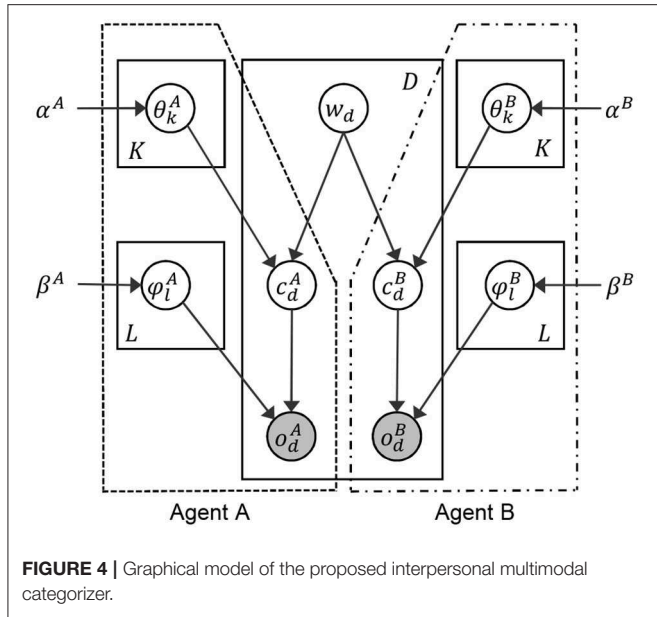 D
α^A θ_k^A w_d θ_k^B α^B
K K
β^A φ_l^A c_d^A c_d^B φ_l^B β^B
L L
o_d^A o_d^B
Agent A Agent B
FIGURE 4 | Graphical model of the proposed interpersonal multimodal
categorizer.